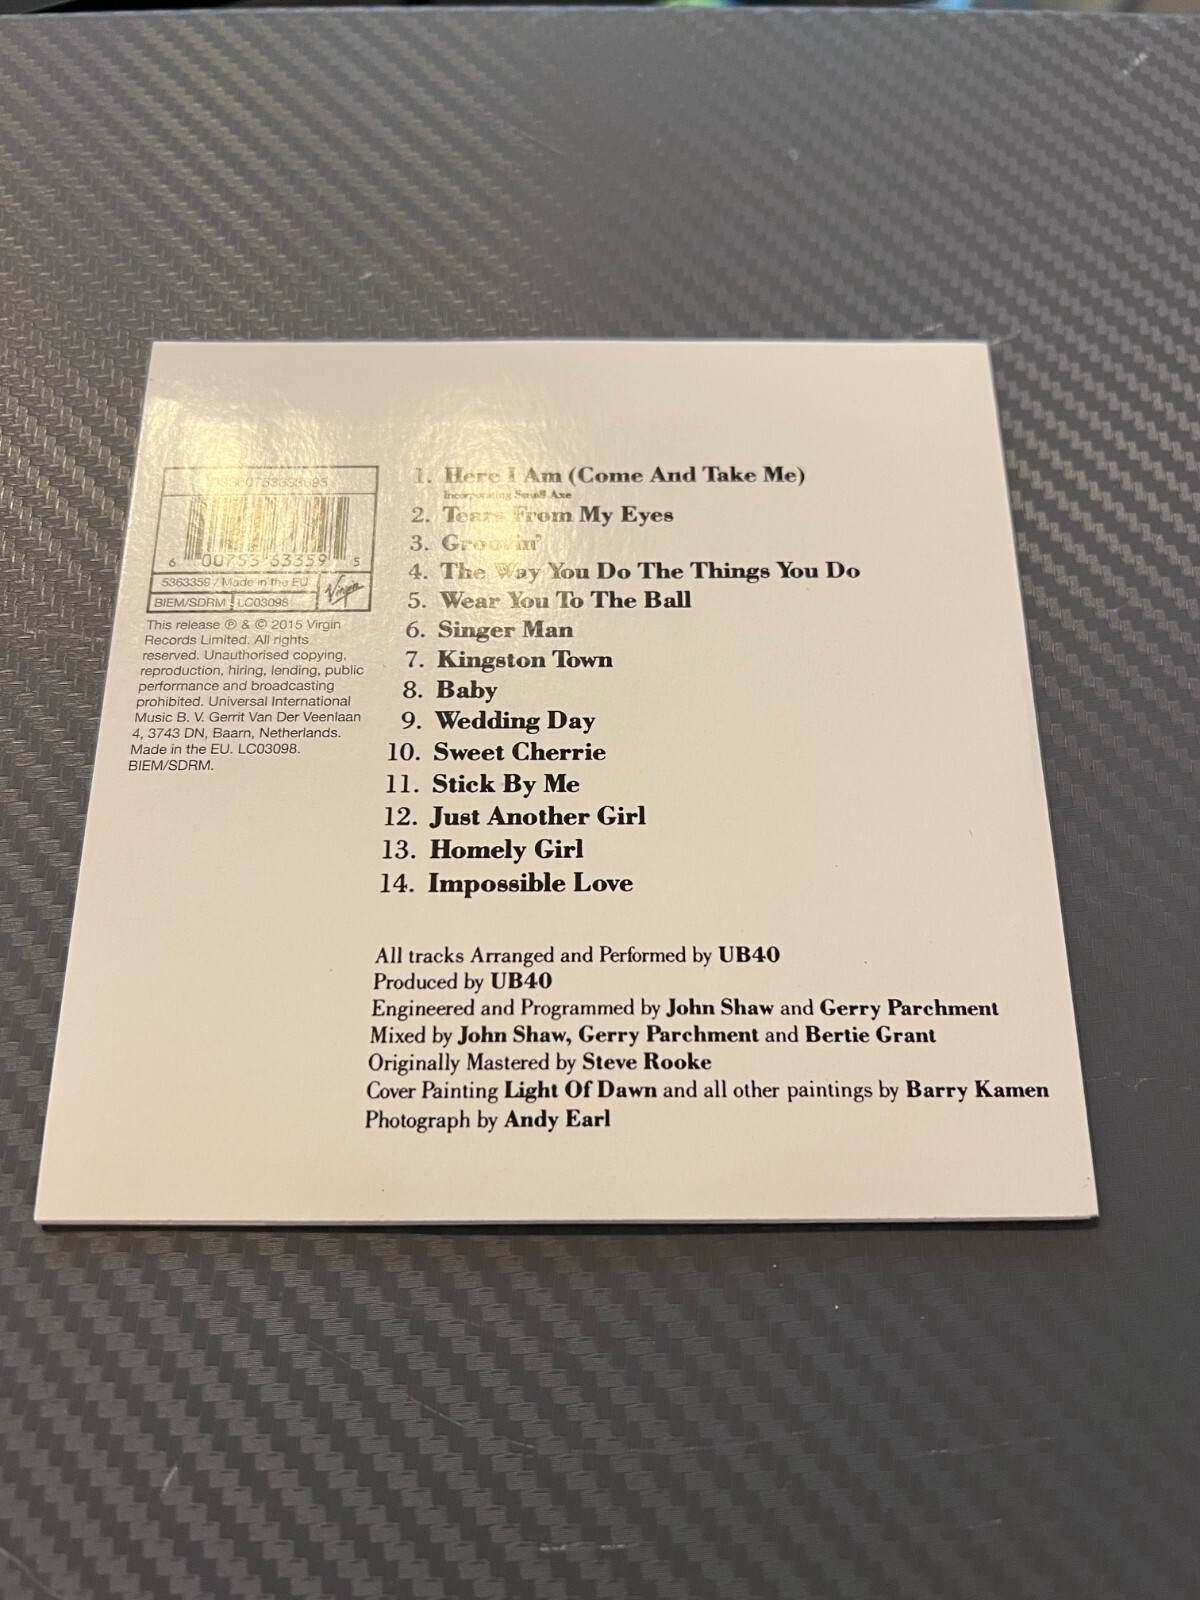 6 00753 63359 5
5363359 / Made in the EU
BIEM/SDRM LC03098
Virgin
This release ℗ & © 2015 Virgin
Records Limited. All rights
reserved. Unauthorised copying,
reproduction, hiring, lending, public
performance and broadcasting
prohibited. Universal International
Music B. V. Gerrit Van Der Veenlaan
4, 3743 DN, Baarn, Netherlands.
Made in the EU. LC03098.
BIEM/SDRM.
1. Here I Am (Come And Take Me)
Incorporating Small Axe
2. Tears From My Eyes
3. Groovin'
4. The Way You Do The Things You Do
5. Wear You To The Ball
6. Singer Man
7. Kingston Town
8. Baby
9. Wedding Day
10. Sweet Cherrie
11. Stick By Me
12. Just Another Girl
13. Homely Girl
14. Impossible Love
All tracks Arranged and Performed by UB40
Produced by UB40
Engineered and Programmed by John Shaw and Gerry Parchment
Mixed by John Shaw, Gerry Parchment and Bertie Grant
Originally Mastered by Steve Rooke
Cover Painting Light Of Dawn and all other paintings by Barry Kamen
Photograph by Andy Earl